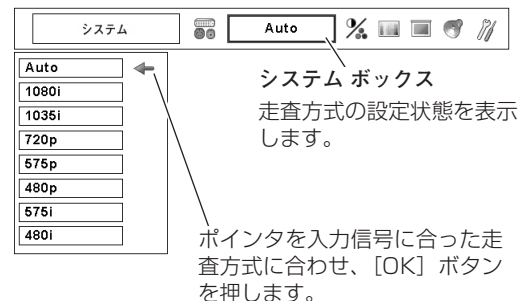 システム
Auto
Auto
1080i
1035i
720p
575p
480p
575i
480i
システム ボックス
走査方式の設定状態を表示
します。
ポインタを入力信号に合った走
査方式に合わせ、［OK］ボタン
を押します。